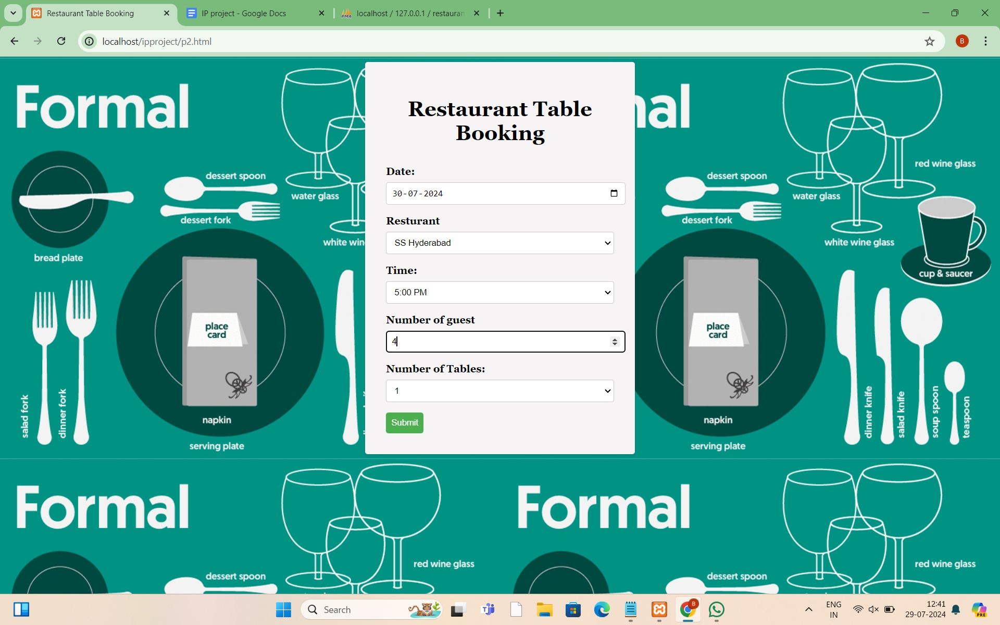 Restaurant Table Booking
IP project - Google Docs
localhost / 127.0.0.1 / restauran
localhost/ipproject/p2.html
B
Formal
bread plate
dessert spoon
dessert fork
water glass
white win
salad fork
dinner fork
place
card
napkin
serving plate
Restaurant Table
Booking
Date:
30-07-2024
Resturant
SS Hyderabad
Time:
5:00 PM
Number of guest
4
Number of Tables:
1
Submit
nal
dessert spoon
dessert fork
water glass
red wine glass
white wine glass
cup & saucer
place
card
napkin
serving plate
dinner knife
salad knife
soup spoon
teaspoon
Formal
dessert spoon
red wine glass
Formal
dessert spoon
red wine glass
Search
B
ENG
IN
12:41
29-07-2024
PRE